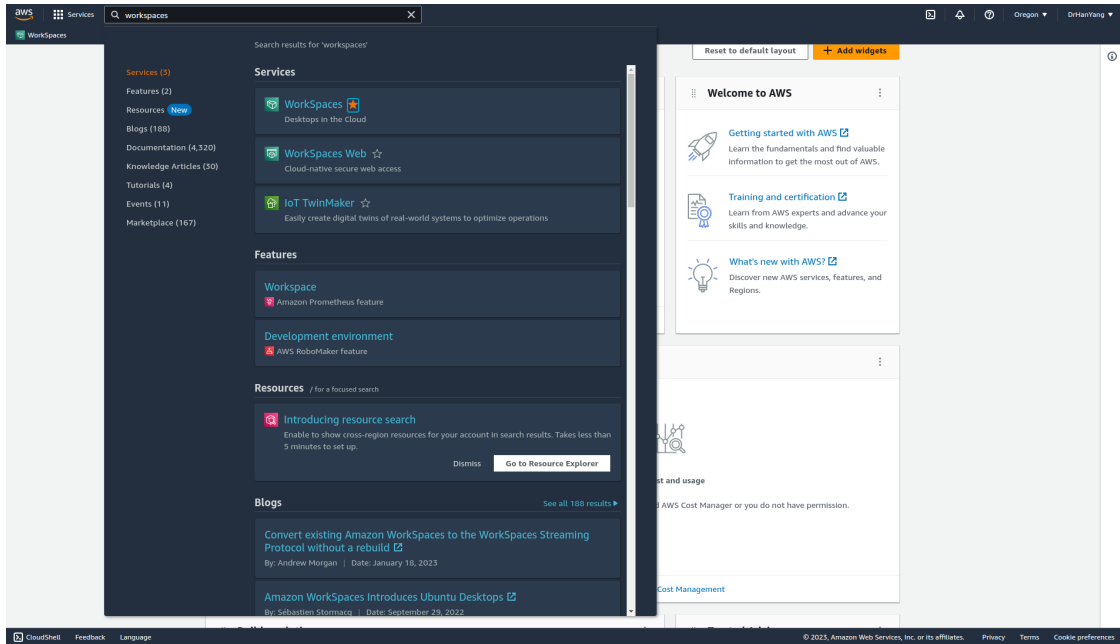 aws
Services
workspaces
Oregon ▼
DrHanYang ▼
WorkSpaces
Search results for 'workspaces'
Services (3)
Features (2)
Resources New
Blogs (188)
Documentation (4,320)
Knowledge Articles (30)
Tutorials (4)
Events (11)
Marketplace (167)
Services
WorkSpaces
Desktops in the Cloud
WorkSpaces Web
Cloud-native secure web access
IoT TwinMaker
Easily create digital twins of real-world systems to optimize operations
Features
Workspace
Amazon Prometheus feature
Development environment
AWS RoboMaker feature
Resources / for a focused search
Introducing resource search
Enable to show cross-region resources for your account in search results. Takes less than
5 minutes to set up.
Dismiss
Go to Resource Explorer
Blogs
See all 188 results
Convert existing Amazon WorkSpaces to the WorkSpaces Streaming
Protocol without a rebuild
By: Andrew Morgan | Date: January 18, 2023
Amazon WorkSpaces Introduces Ubuntu Desktops
By: Sébastien Stormacq | Date: September 29, 2022
Reset to default layout
+ Add widgets
Welcome to AWS
Getting started with AWS
Learn the fundamentals and find valuable
information to get the most out of AWS.
Training and certification
Learn from AWS experts and advance your
skills and knowledge.
What's new with AWS?
Discover new AWS services, features, and
Regions.
st and usage
AWS Cost Manager or you do not have permission.
Cost Management
CloudShell
Feedback
Language
© 2023, Amazon Web Services, Inc. or its affiliates.
Privacy
Terms
Cookie preferences